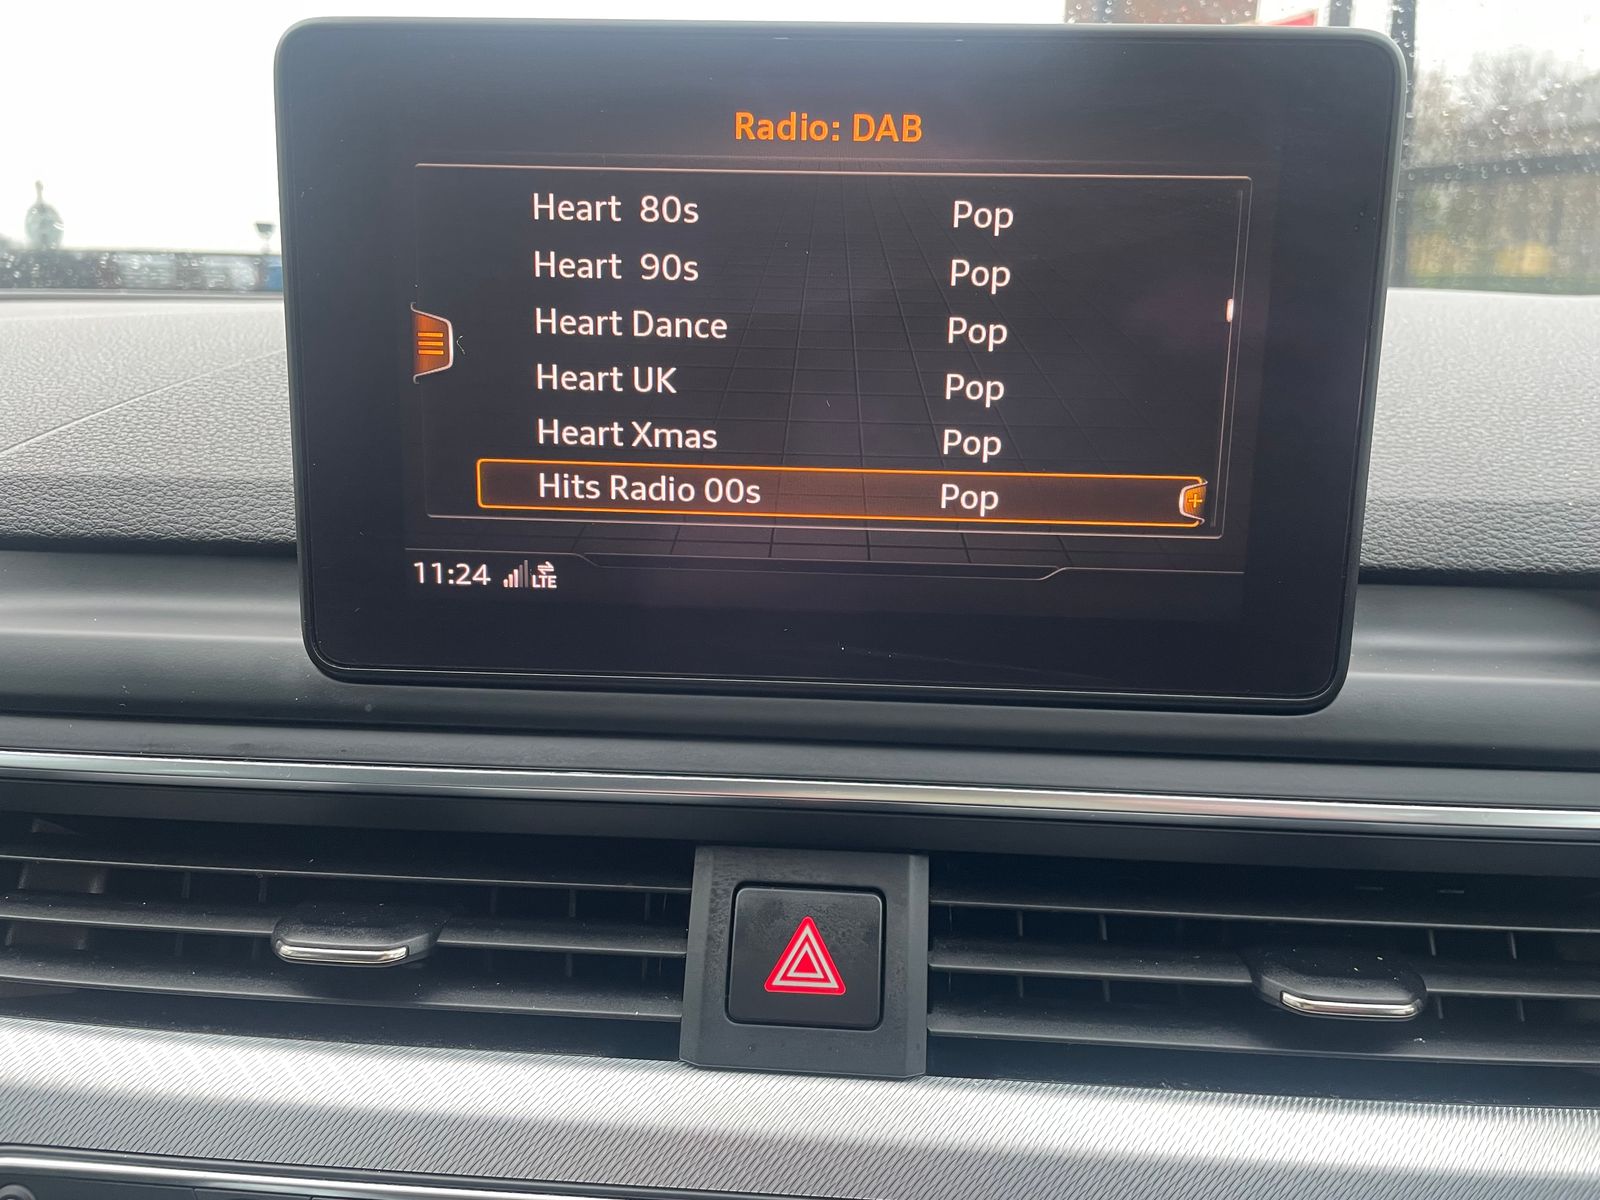 Radio: DAB
Heart 80s Pop
Heart 90s Pop
Heart Dance Pop
Heart UK Pop
Heart Xmas Pop
Hits Radio 00s Pop
11:24 LTE